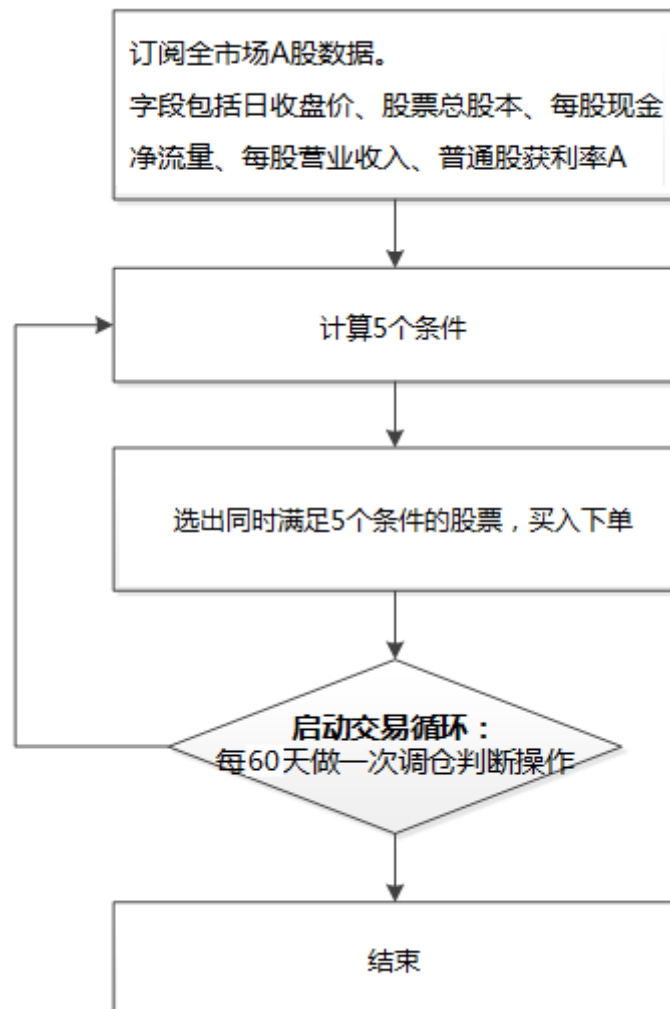 订阅全市场A股数据。
字段包括日收盘价、股票总股本、每股现金
净流量、每股营业收入、普通股获利率A
计算5个条件
选出同时满足5个条件的股票，买入下单
启动交易循环：
每60天做一次调仓判断操作
结束